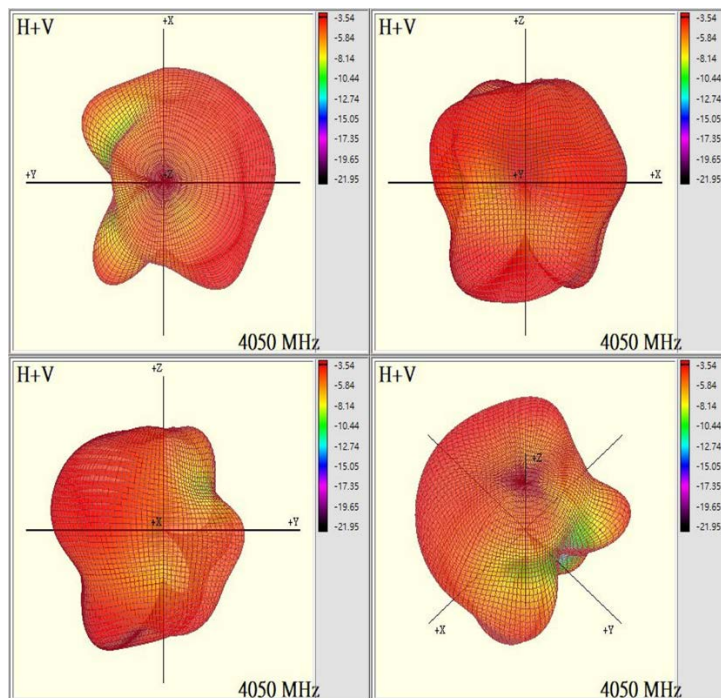 H+V
+X
+Y
+Z
4050 MHz
-3.54
-5.84
-8.14
-10.44
-12.74
-15.05
-17.35
-19.65
-21.95
H+V
+Z
+Y
+X
4050 MHz
-3.54
-5.84
-8.14
-10.44
-12.74
-15.05
-17.35
-19.65
-21.95
H+V
+Z
+X
+Y
4050 MHz
-3.54
-5.84
-8.14
-10.44
-12.74
-15.05
-17.35
-19.65
-21.95
H+V
+Z
+X
+Y
4050 MHz
-3.54
-5.84
-8.14
-10.44
-12.74
-15.05
-17.35
-19.65
-21.95